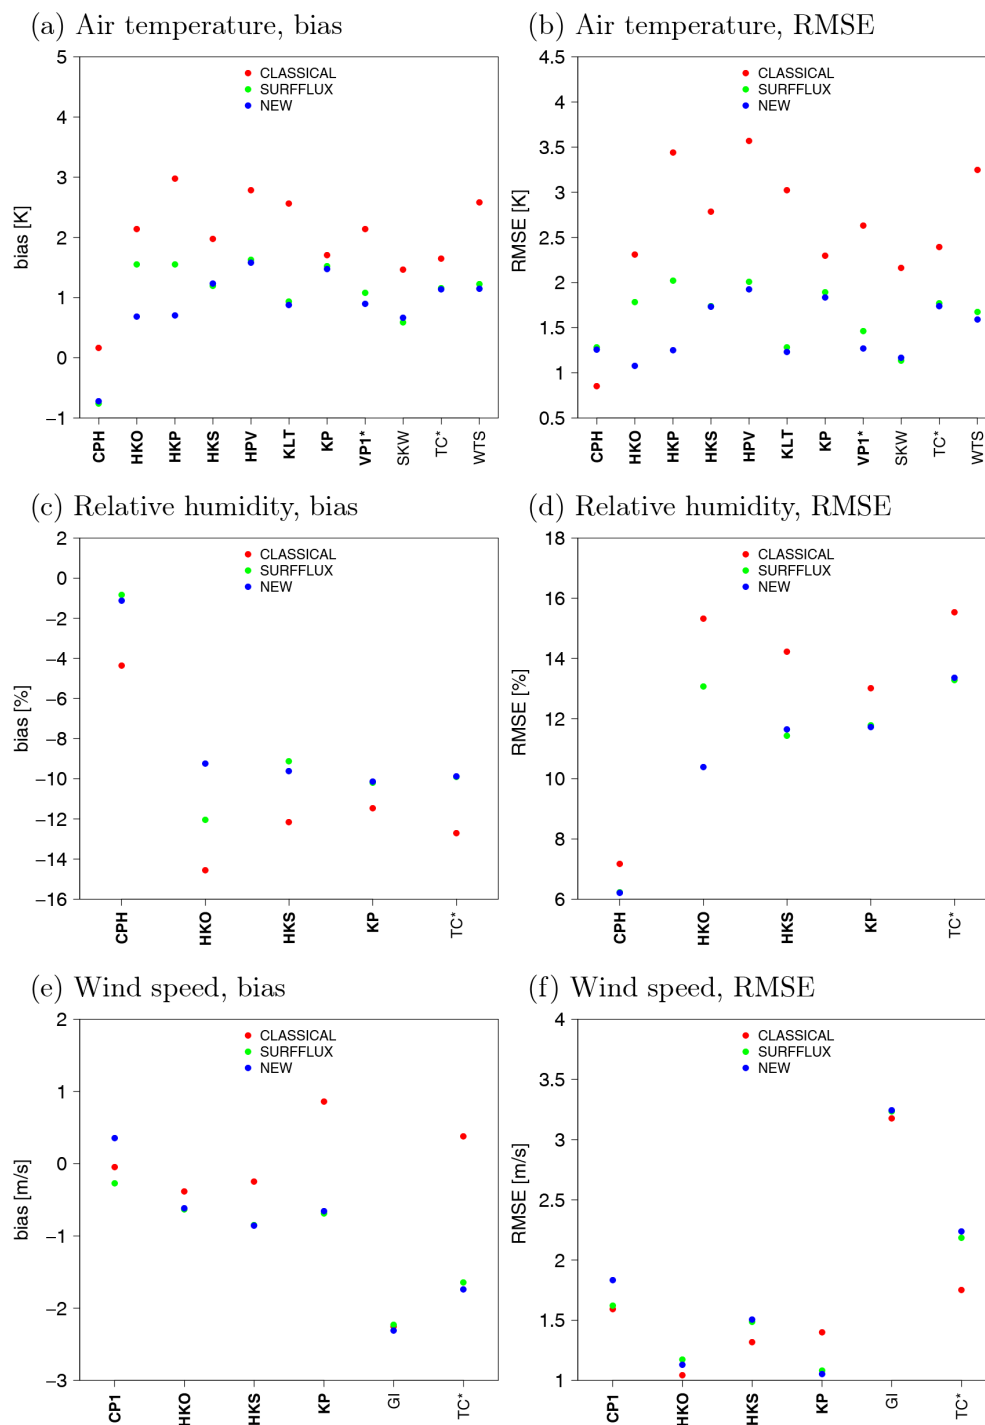 (a) Air temperature, bias
5
4
3
2
1
0
−1
bias [K]
CLASSICAL
SURFFLUX
NEW
CPH HKO HKP HKS HPV KLT KP VP1* SKW TC* WTS
(b) Air temperature, RMSE
4.5
4
3.5
3
2.5
2
1.5
1
0.5
RMSE [K]
CLASSICAL
SURFFLUX
NEW
CPH HKO HKP HKS HPV KLT KP VP1* SKW TC* WTS
(c) Relative humidity, bias
2
0
−2
−4
−6
−8
−10
−12
−14
−16
bias [%]
CLASSICAL
SURFFLUX
NEW
CPH HKO HKS KP TC*
(d) Relative humidity, RMSE
18
16
14
12
10
8
6
RMSE [%]
CLASSICAL
SURFFLUX
NEW
CPH HKO HKS KP TC*
(e) Wind speed, bias
2
1
0
−1
−2
−3
bias [m/s]
CLASSICAL
SURFFLUX
NEW
CP1 HKO HKS KP GI TC*
(f) Wind speed, RMSE
4
3.5
3
2.5
2
1.5
1
RMSE [m/s]
CLASSICAL
SURFFLUX
NEW
CP1 HKO HKS KP GI TC*